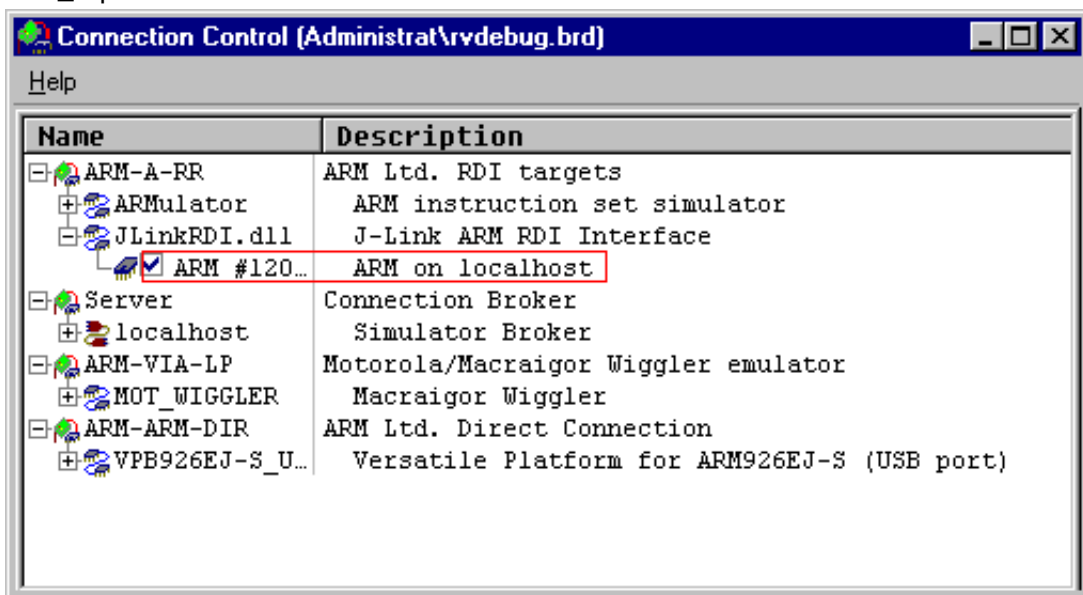 Connection Control (Administrat\rvdebug.brd)
Help
Name Description
ARM-A-RR ARM Ltd. RDI targets
ARMulator ARM instruction set simulator
JLinkRDI.dll J-Link ARM RDI Interface
ARM #120… ARM on localhost
Server Connection Broker
localhost Simulator Broker
ARM-VIA-LP Motorola/Macraigor Wiggler emulator
MOT_WIGGLER Macraigor Wiggler
ARM-ARM-DIR ARM Ltd. Direct Connection
VPB926EJ-S_U… Versatile Platform for ARM926EJ-S (USB port)